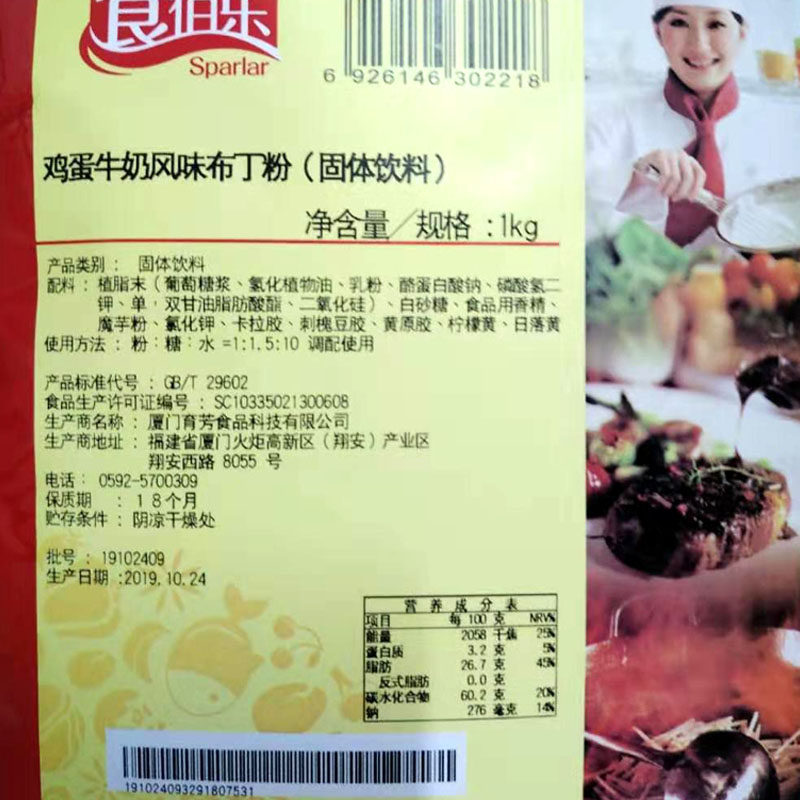 食伯乐
Sparlar
6 926146 302218
鸡蛋牛奶风味布丁粉（固体饮料）
净含量/规格：1kg
产品类别： 固体饮料
配料：植脂末（葡萄糖浆、氢化植物油、乳粉、酪蛋白酸钠、磷酸氢二
钾、单，双甘油脂肪酸酯、二氧化硅）、白砂糖、食品用香精、
魔芋粉、氯化钾、卡拉胶、刺槐豆胶、黄原胶、柠檬黄、日落黄
使用方法：粉：糖：水 =1:1.5:10 调配使用
产品标准代号：GB/T 29602
食品生产许可证编号：SC10335021300608
生产商名称：厦门育芳食品科技有限公司
生产商地址：福建省厦门火炬高新区（翔安）产业区
翔安西路 8055 号
电话：0592-5700309
保质期 ：18个月
贮存条件：阴凉干燥处
批号：19102409
生产日期:2019.10.24
营养成分表
项目 每 100 克 NRV%
能量 2058 千焦 25%
蛋白质 3.2 克 5%
脂肪 26.7 克 45%
反式脂肪 0.0 克
碳水化合物 60.2 克 20%
钠 276 毫克 14%
191024093291807531